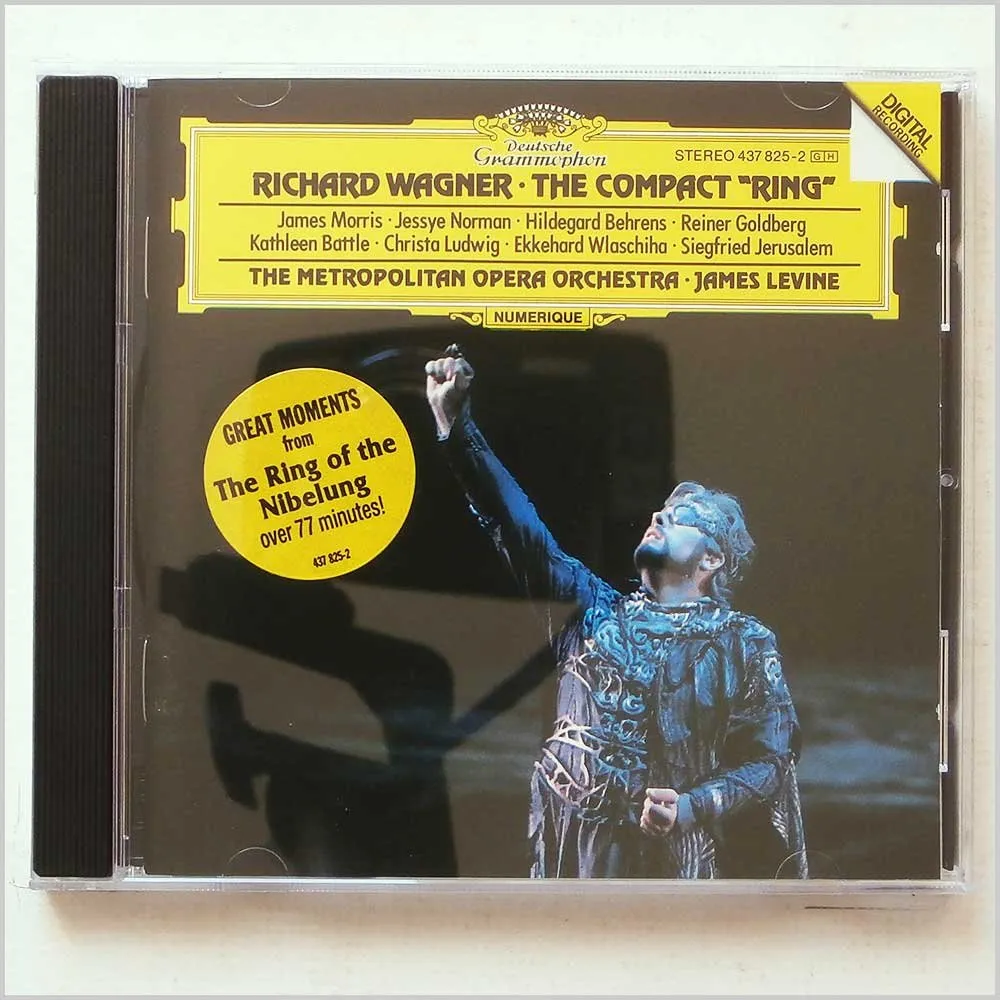 DIGITAL
RECORDING
Deutsche
Grammophon
STEREO 437 825-2 G H
RICHARD WAGNER · THE COMPACT "RING"
James Morris · Jessye Norman · Hildegard Behrens · Reiner Goldberg
Kathleen Battle · Christa Ludwig · Ekkehard Wlaschiha · Siegfried Jerusalem
THE METROPOLITAN OPERA ORCHESTRA · JAMES LEVINE
NUMERIQUE
GREAT MOMENTS
from
The Ring of the
Nibelung
over 77 minutes!
437 825-2